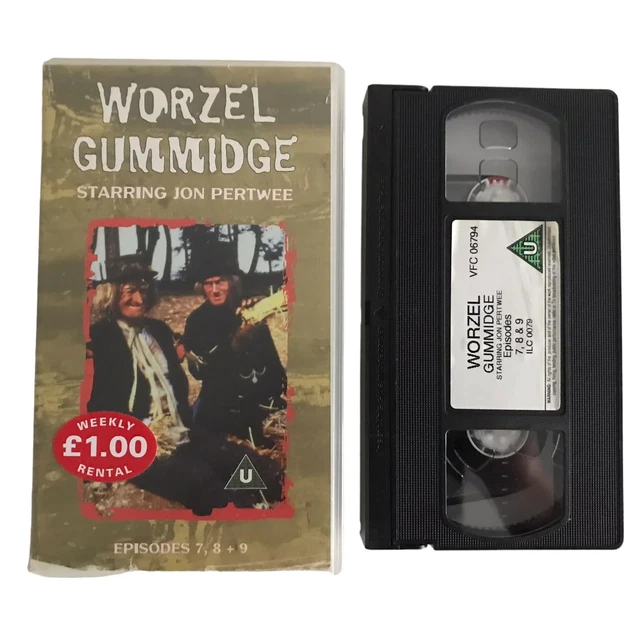 WORZEL
GUMMIDGE
STARRING JON PERTWEE
WEEKLY
£1.00
RENTAL
U
EPISODES 7, 8 + 9
VFC 06794
U
WORZEL
GUMMIDGE
STARRING JON PERTWEE
Episodes
7, 8 & 9
ILC 0079